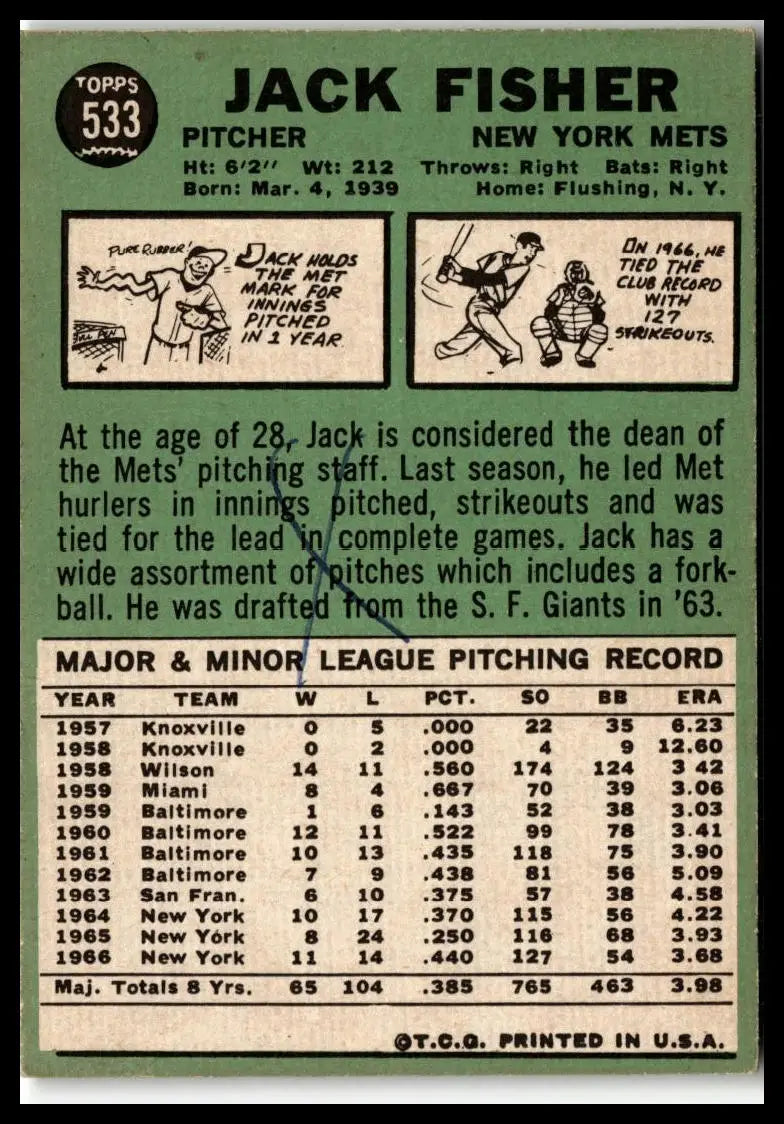 TOPPS
533
JACK FISHER
PITCHER NEW YORK METS
Ht: 6'2'' Wt: 212 Throws: Right Bats: Right
Born: Mar. 4, 1939 Home: Flushing, N. Y.
PURE RUBBER!
BULL PEN
JACK HOLDS
THE MET
MARK FOR
INNINGS
PITCHED
IN 1 YEAR
ON 1966, HE
TIED THE
CLUB RECORD
WITH
127
STRIKEOUTS.
At the age of 28, Jack is considered the dean of
the Mets' pitching staff. Last season, he led Met
hurlers in innings pitched, strikeouts and was
tied for the lead in complete games. Jack has a
wide assortment of pitches which includes a fork-
ball. He was drafted from the S. F. Giants in '63.
MAJOR & MINOR LEAGUE PITCHING RECORD
YEAR TEAM W L PCT. SO BB ERA
1957 Knoxville 0 5 .000 22 35 6.23
1958 Knoxville 0 2 .000 4 9 12.60
1958 Wilson 14 11 .560 174 124 3 42
1959 Miami 8 4 .667 70 39 3.06
1959 Baltimore 1 6 .143 52 38 3.03
1960 Baltimore 12 11 .522 99 78 3.41
1961 Baltimore 10 13 .435 118 75 3.90
1962 Baltimore 7 9 .438 81 56 5.09
1963 San Fran. 6 10 .375 57 38 4.58
1964 New York 10 17 .370 115 56 4.22
1965 New York 8 24 .250 116 68 3.93
1966 New York 11 14 .440 127 54 3.68
Maj. Totals 8 Yrs. 65 104 .385 765 463 3.98
©T.C.G. PRINTED IN U.S.A.